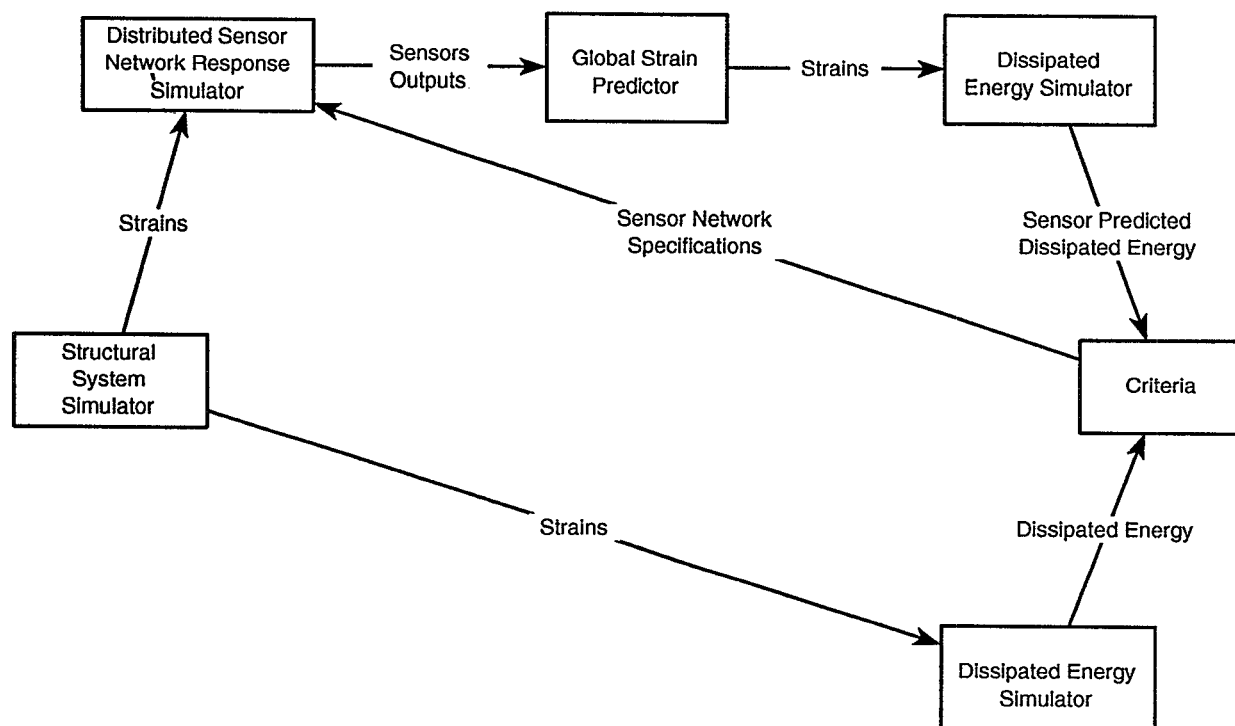 Distributed Sensor
Network Response
Simulator
Sensors
Outputs
Global Strain
Predictor
Strains
Dissipated
Energy Simulator
Strains
Sensor Network
Specifications
Sensor Predicted
Dissipated Energy
Structural
System
Simulator
Criteria
Strains
Dissipated Energy
Dissipated Energy
Simulator